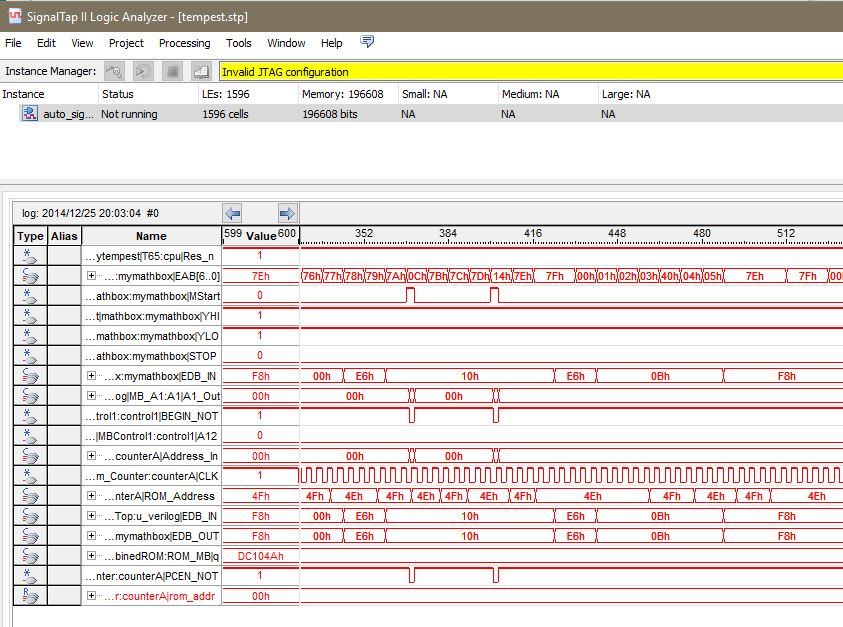 SignalTap II Logic Analyzer - [tempest.stp]
File Edit View Project Processing Tools Window Help
Instance Manager: Invalid JTAG configuration
Instance Status LEs: 1596 Memory: 196608 Small: NA Medium: NA Large: NA
auto_sig... Not running 1596 cells 196608 bits NA NA NA
log: 2014/12/25 20:03:04 #0
Type Alias Name 599 Value 600 352 384 416 448 480 512
...ytempest|T65:cpu|Res_n 1
...:mymathbox|EAB[6..0] 7Eh 76h 77h 78h 79h 7Ah 0Ch 7Bh 7Ch 7Dh 14h 7Eh 7Fh 00h 01h 02h 03h 40h 04h 05h 7Eh 7Fh 00
...athbox:mymathbox|MStart 0
...t|mathbox:mymathbox|YHI 1
...mathbox:mymathbox|YLO 1
...athbox:mymathbox|STOP 0
...x:mymathbox|EDB_IN F8h 00h E6h 10h E6h 0Bh F8h
...og|MB_A1:A1|A1_Out 00h 00h 00h
...trol1:control1|BEGIN_NOT 1
...|MBControl1:control1|A12 0
...counterA|Address_In 00h 00h 00h
...m_Counter:counterA|CLK 1
...nterA|ROM_Address 4Fh 4Fh 4Eh 4Fh 4Eh 4Fh 4Eh 4Fh 4Eh 4Fh 4Eh 4Fh 4Eh
...Top:u_verilog|EDB_IN F8h 00h E6h 10h E6h 0Bh F8h
...mymathbox|EDB_OUT F8h 00h E6h 10h E6h 0Bh F8h
...binedROM:ROM_MB|q DC104Ah
...nter:counterA|PCEN_NOT 1
...r:counterA|rom_addr 00h